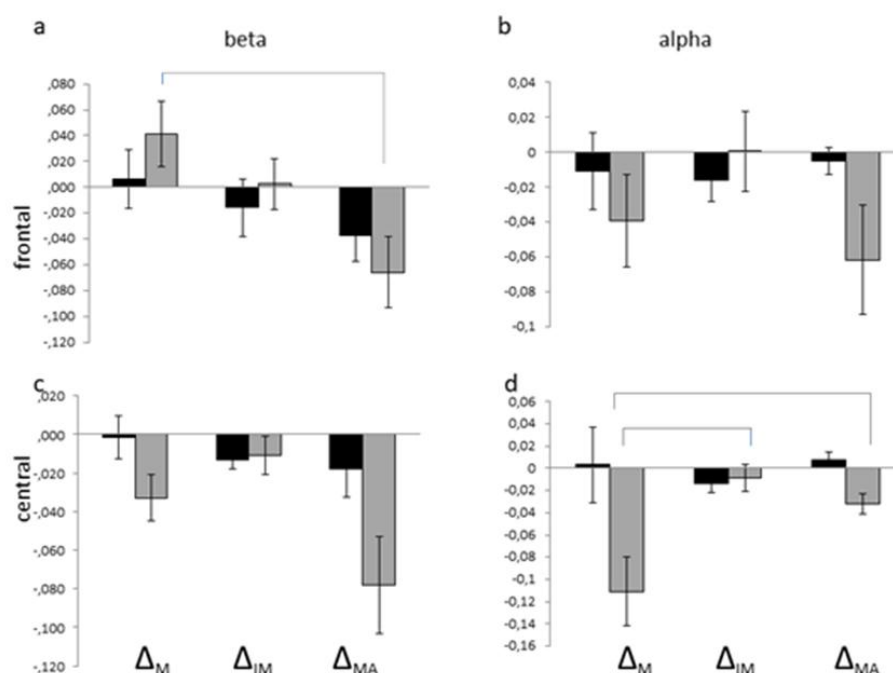 a
beta
,080
,060
,040
,020
,000
-,020
-,040
-,060
-,080
-,100
-,120
frontal
b
alpha
0,04
0,02
0
-0,02
-0,04
-0,06
-0,08
-0,1
c
,020
,000
-,020
-,040
-,060
-,080
-,100
-,120
central
ΔM
ΔIM
ΔMA
d
0,06
0,04
0,02
0
-0,02
-0,04
-0,06
-0,08
-0,1
-0,12
-0,14
-0,16
ΔM
ΔIM
ΔMA